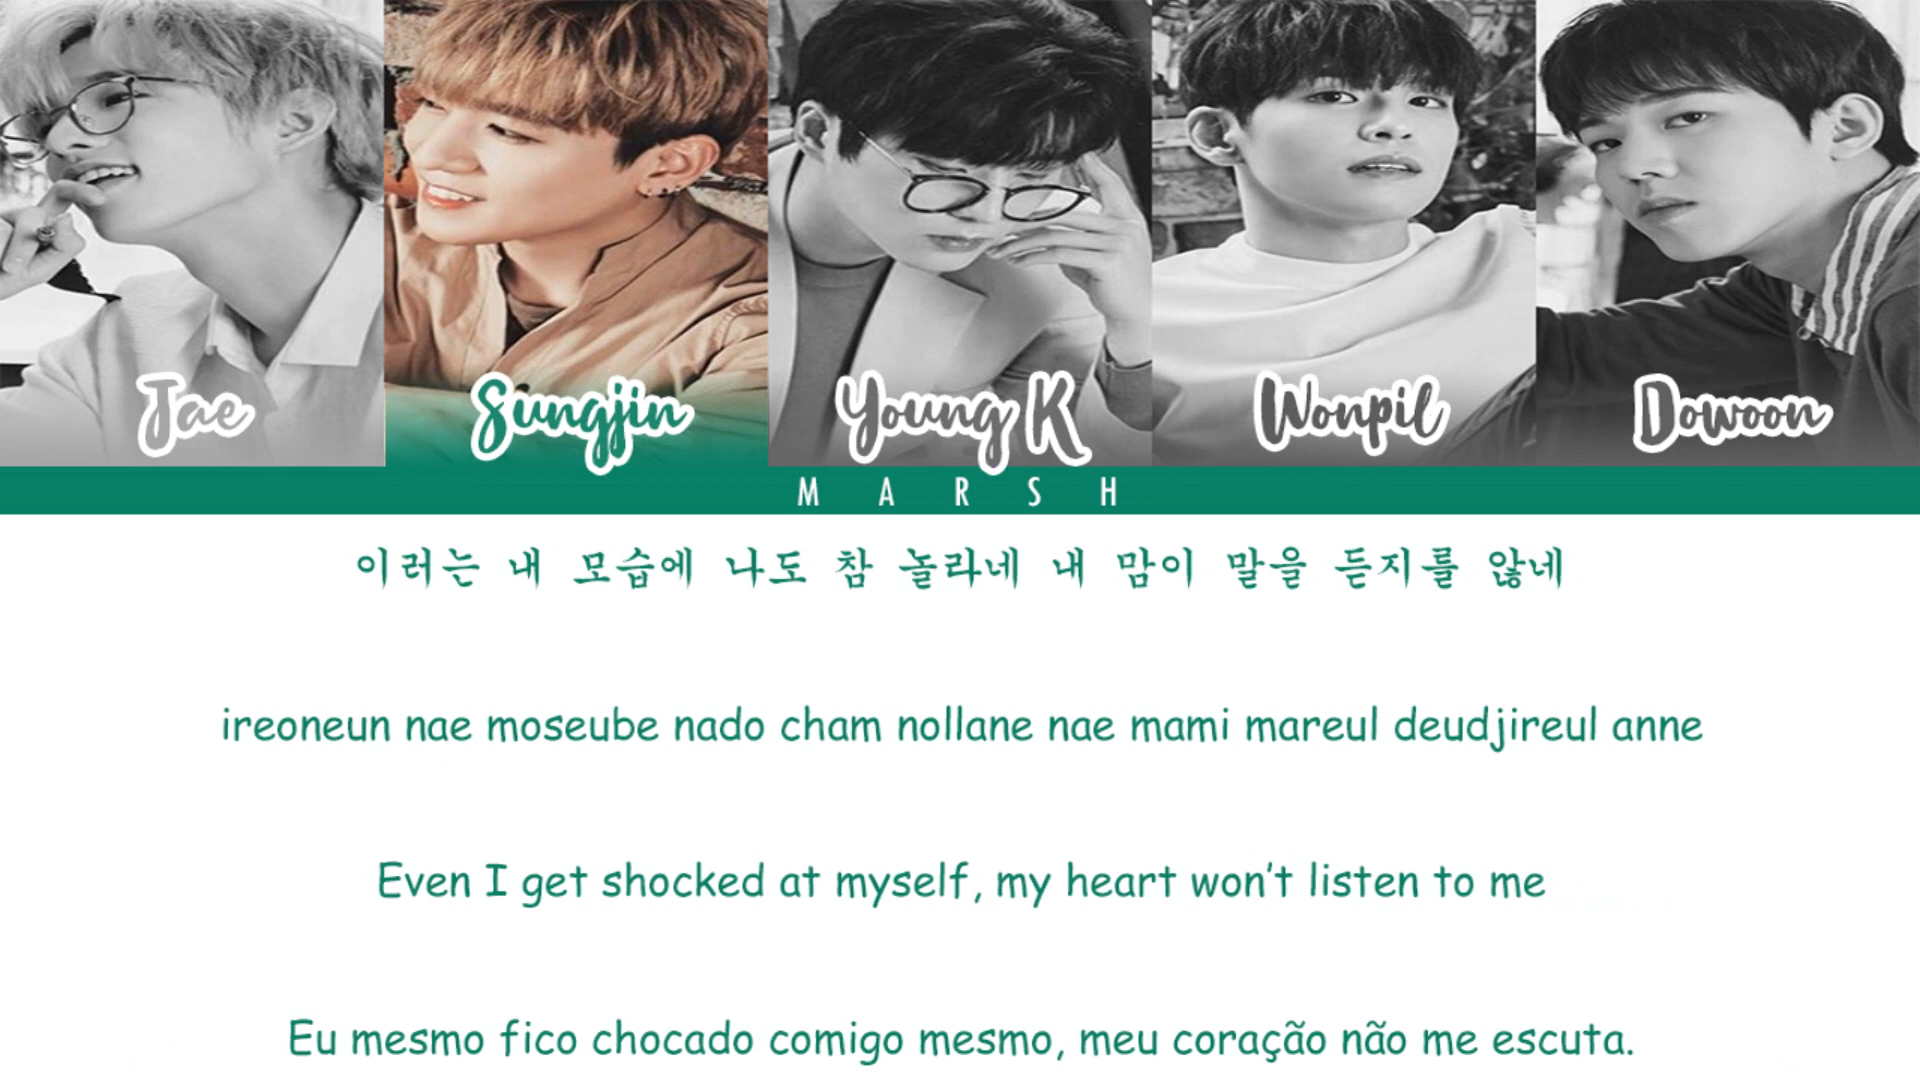 Jae
Sungjin
Young K
Wonpil
Dowoon
MARSH
이러는 내 모습에 나도 참 놀라네 내 맘이 말을 듣지를 않네
ireoneun nae moseube nado cham nollane nae mami mareul deudjireul anne
Even I get shocked at myself, my heart won't listen to me
Eu mesmo fico chocado comigo mesmo, meu coração não me escuta.